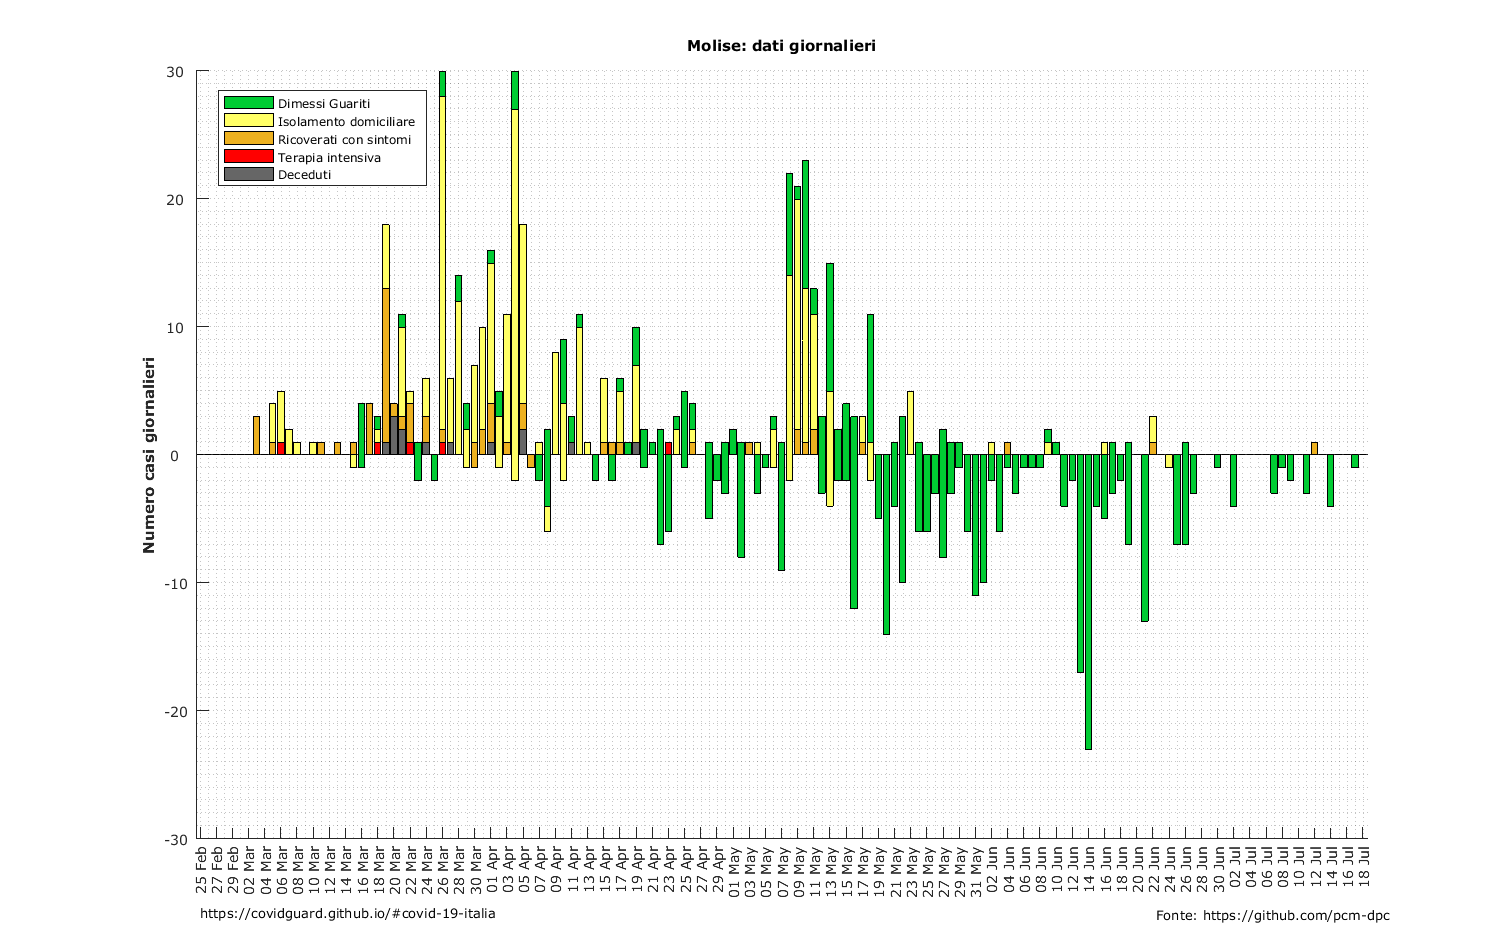 Molise: dati giornalieri
30
20
10
0
-10
-20
-30
Numero casi giornalieri
Dimessi Guariti
Isolamento domiciliare
Ricoverati con sintomi
Terapia intensiva
Deceduti
25 Feb
27 Feb
29 Feb
02 Mar
04 Mar
06 Mar
08 Mar
10 Mar
12 Mar
14 Mar
16 Mar
18 Mar
20 Mar
22 Mar
24 Mar
26 Mar
28 Mar
30 Mar
01 Apr
03 Apr
05 Apr
07 Apr
09 Apr
11 Apr
13 Apr
15 Apr
17 Apr
19 Apr
21 Apr
23 Apr
25 Apr
27 Apr
29 Apr
01 May
03 May
05 May
07 May
09 May
11 May
13 May
15 May
17 May
19 May
21 May
23 May
25 May
27 May
29 May
31 May
02 Jun
04 Jun
06 Jun
08 Jun
10 Jun
12 Jun
14 Jun
16 Jun
18 Jun
20 Jun
22 Jun
24 Jun
26 Jun
28 Jun
30 Jun
02 Jul
04 Jul
06 Jul
08 Jul
10 Jul
12 Jul
14 Jul
16 Jul
18 Jul
https://covidguard.github.io/#covid-19-italia
Fonte: https://github.com/pcm-dpc